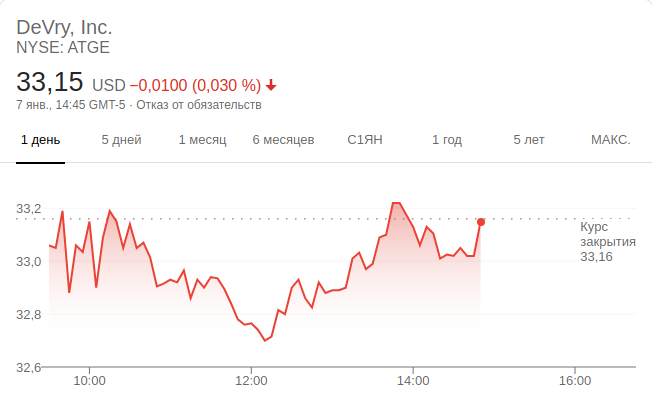 DeVry, Inc.
NYSE: ATGE
33,15 USD −0,0100 (0,030 %)
7 янв., 14:45 GMT-5 · Отказ от обязательств
1 день 5 дней 1 месяц 6 месяцев С1ЯН 1 год 5 лет МАКС.
33,2
33,0
32,8
32,6
Курс
закрытия
33,16
10:00 12:00 14:00 16:00